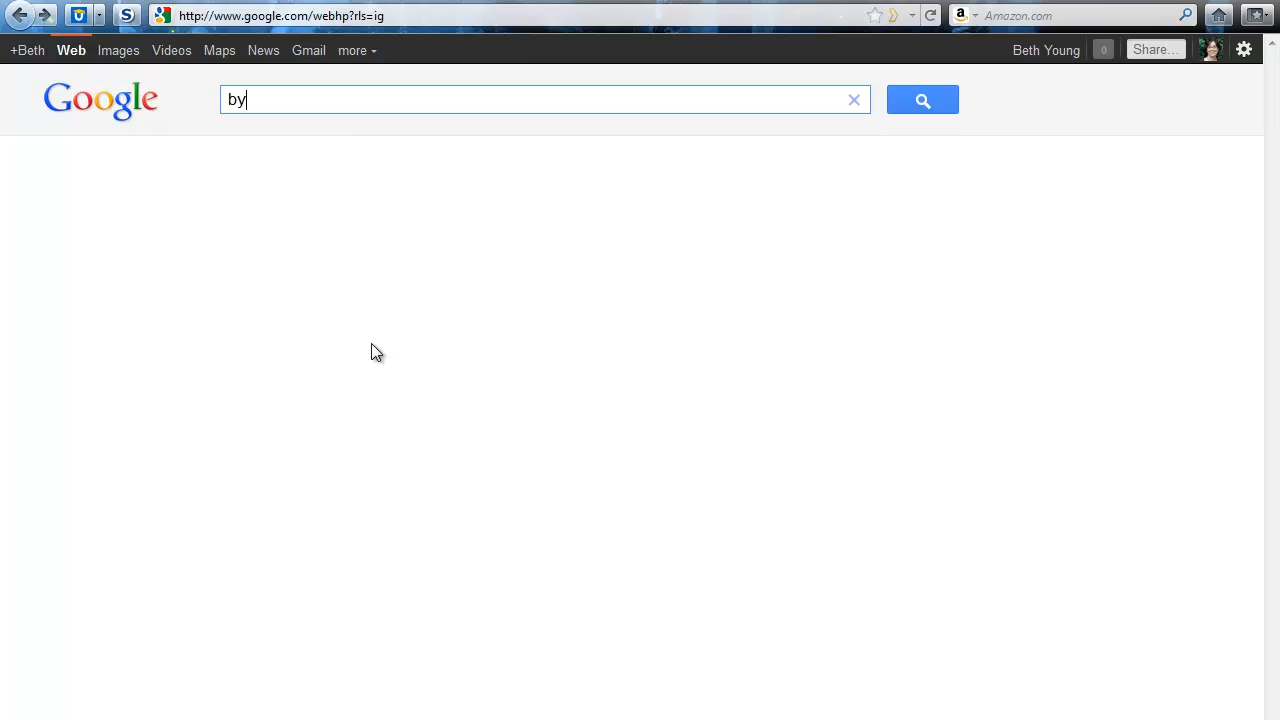 http://www.google.com/webhp?rls=ig
Amazon.com
+Beth Web Images Videos Maps News Gmail more
Beth Young 0 Share...
Google by